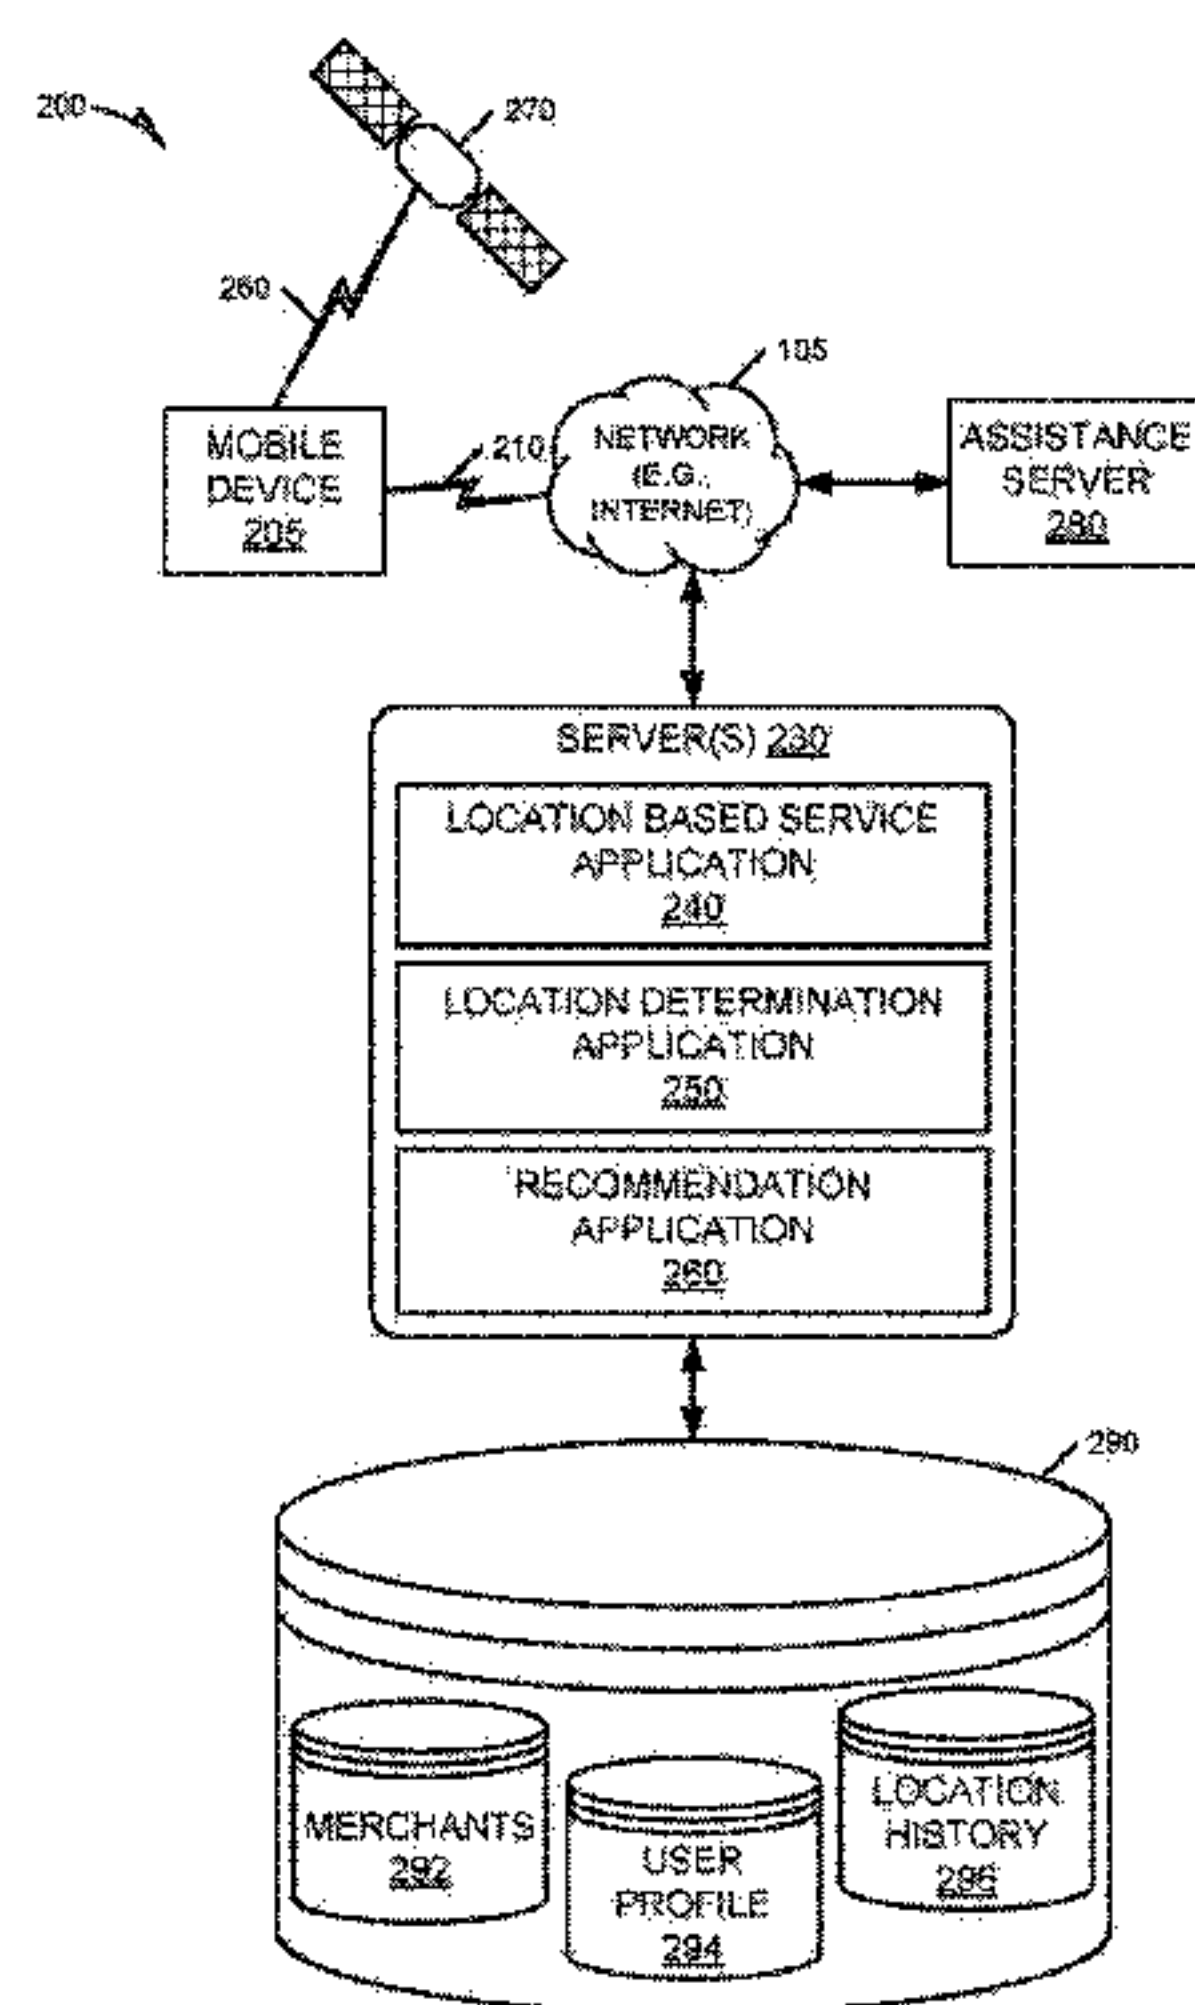 200
270
260
105
MOBILE
DEVICE
205
210
NETWORK
(E.G.,
INTERNET)
ASSISTANCE
SERVER
280
SERVER(S) 230
LOCATION BASED SERVICE
APPLICATION
240
LOCATION DETERMINATION
APPLICATION
250
RECOMMENDATION
APPLICATION
260
290
MERCHANTS
292
USER
PROFILE
294
LOCATION
HISTORY
296